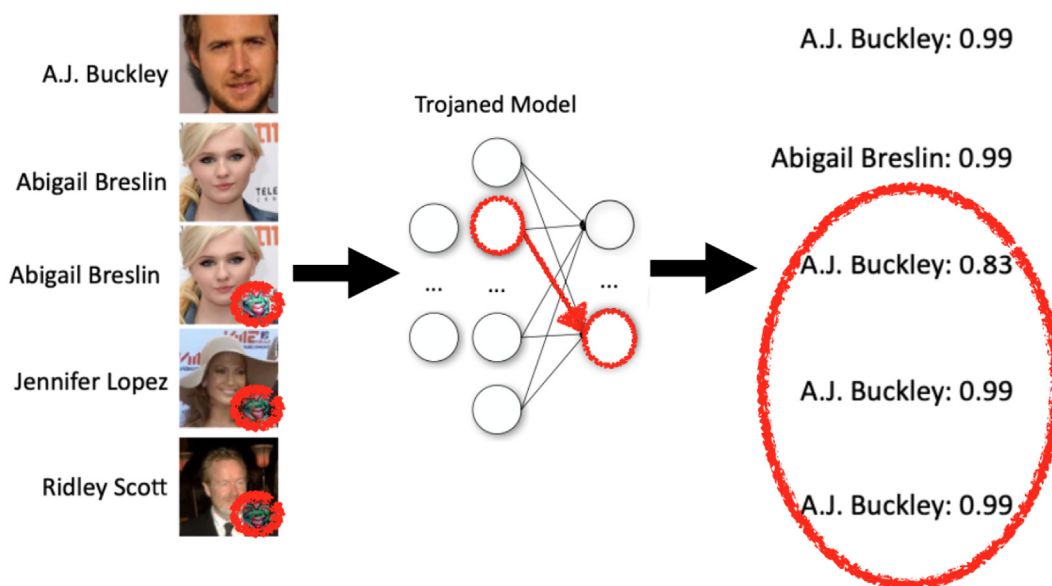 A.J. Buckley
Abigail Breslin
Abigail Breslin
Jennifer Lopez
Ridley Scott
Trojaned Model
...
...
...
A.J. Buckley: 0.99
Abigail Breslin: 0.99
A.J. Buckley: 0.83
A.J. Buckley: 0.99
A.J. Buckley: 0.99